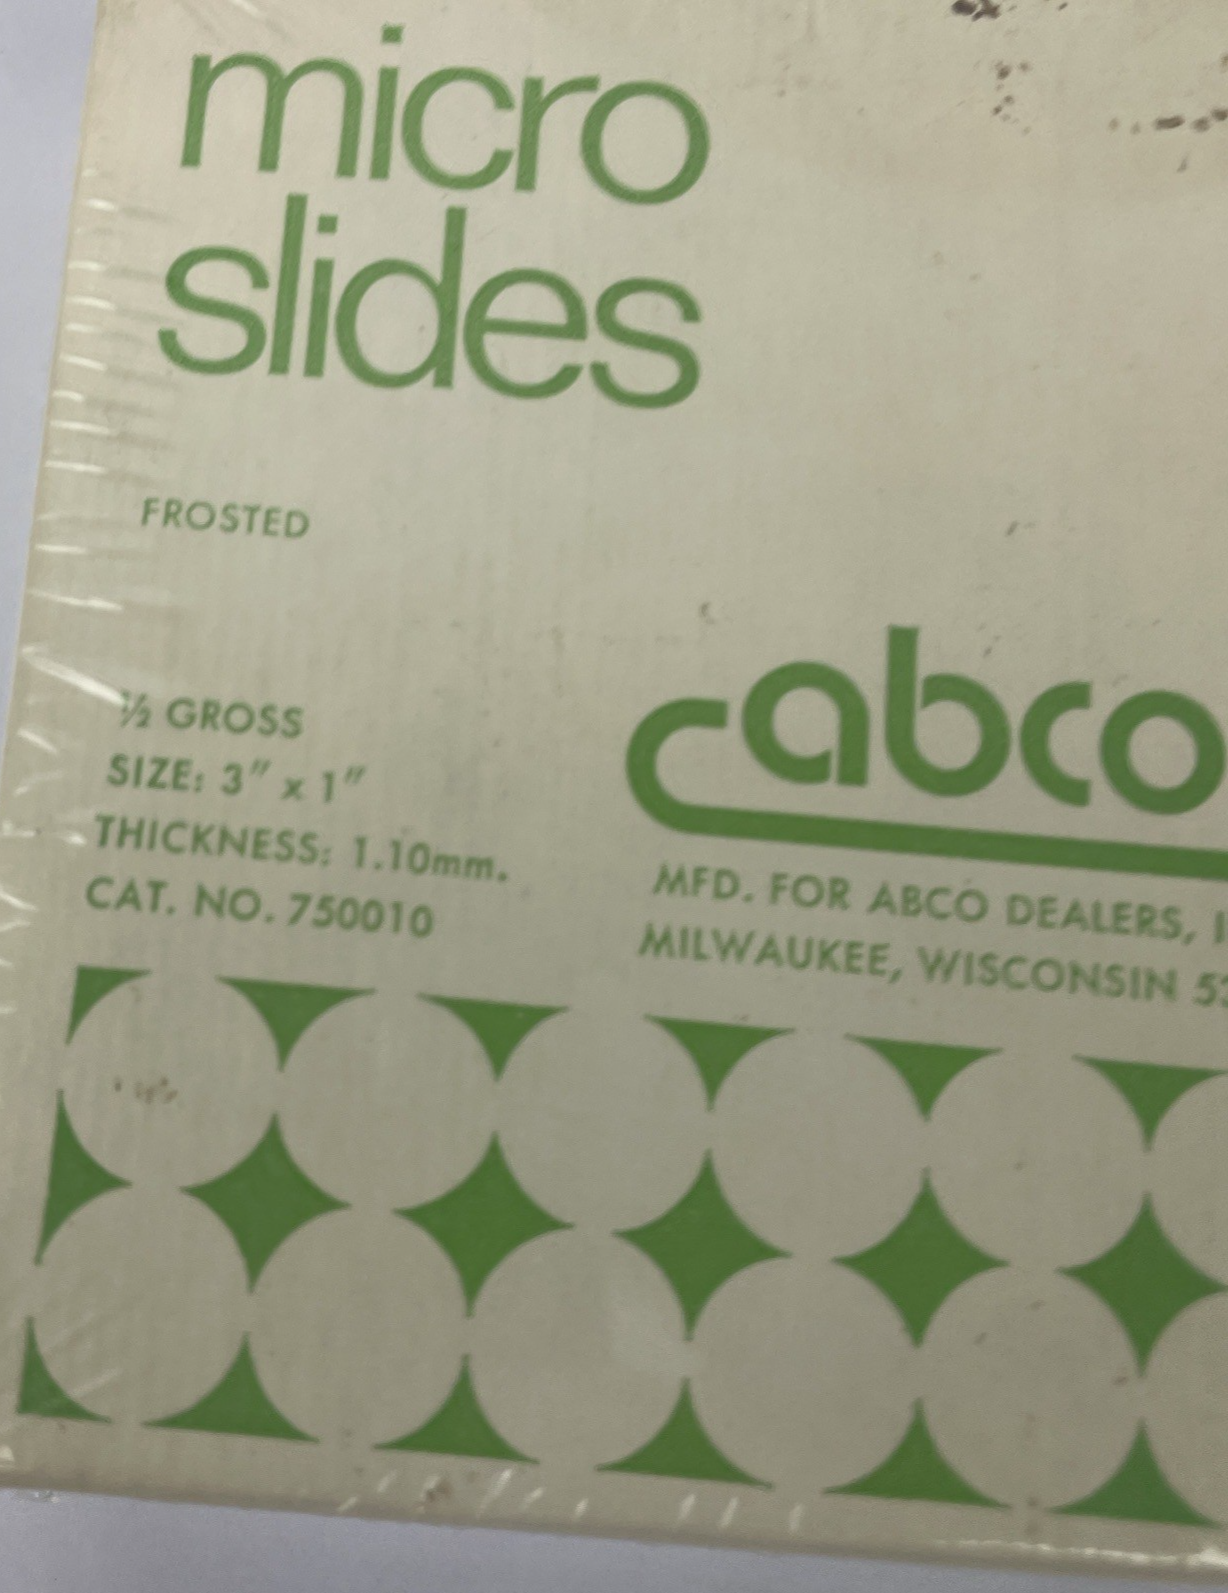 micro
slides
FROSTED
½ GROSS
SIZE: 3" x 1"
THICKNESS: 1.10mm.
CAT. NO. 750010
abco
MFD. FOR ABCO DEALERS,
MILWAUKEE, WISCONSIN